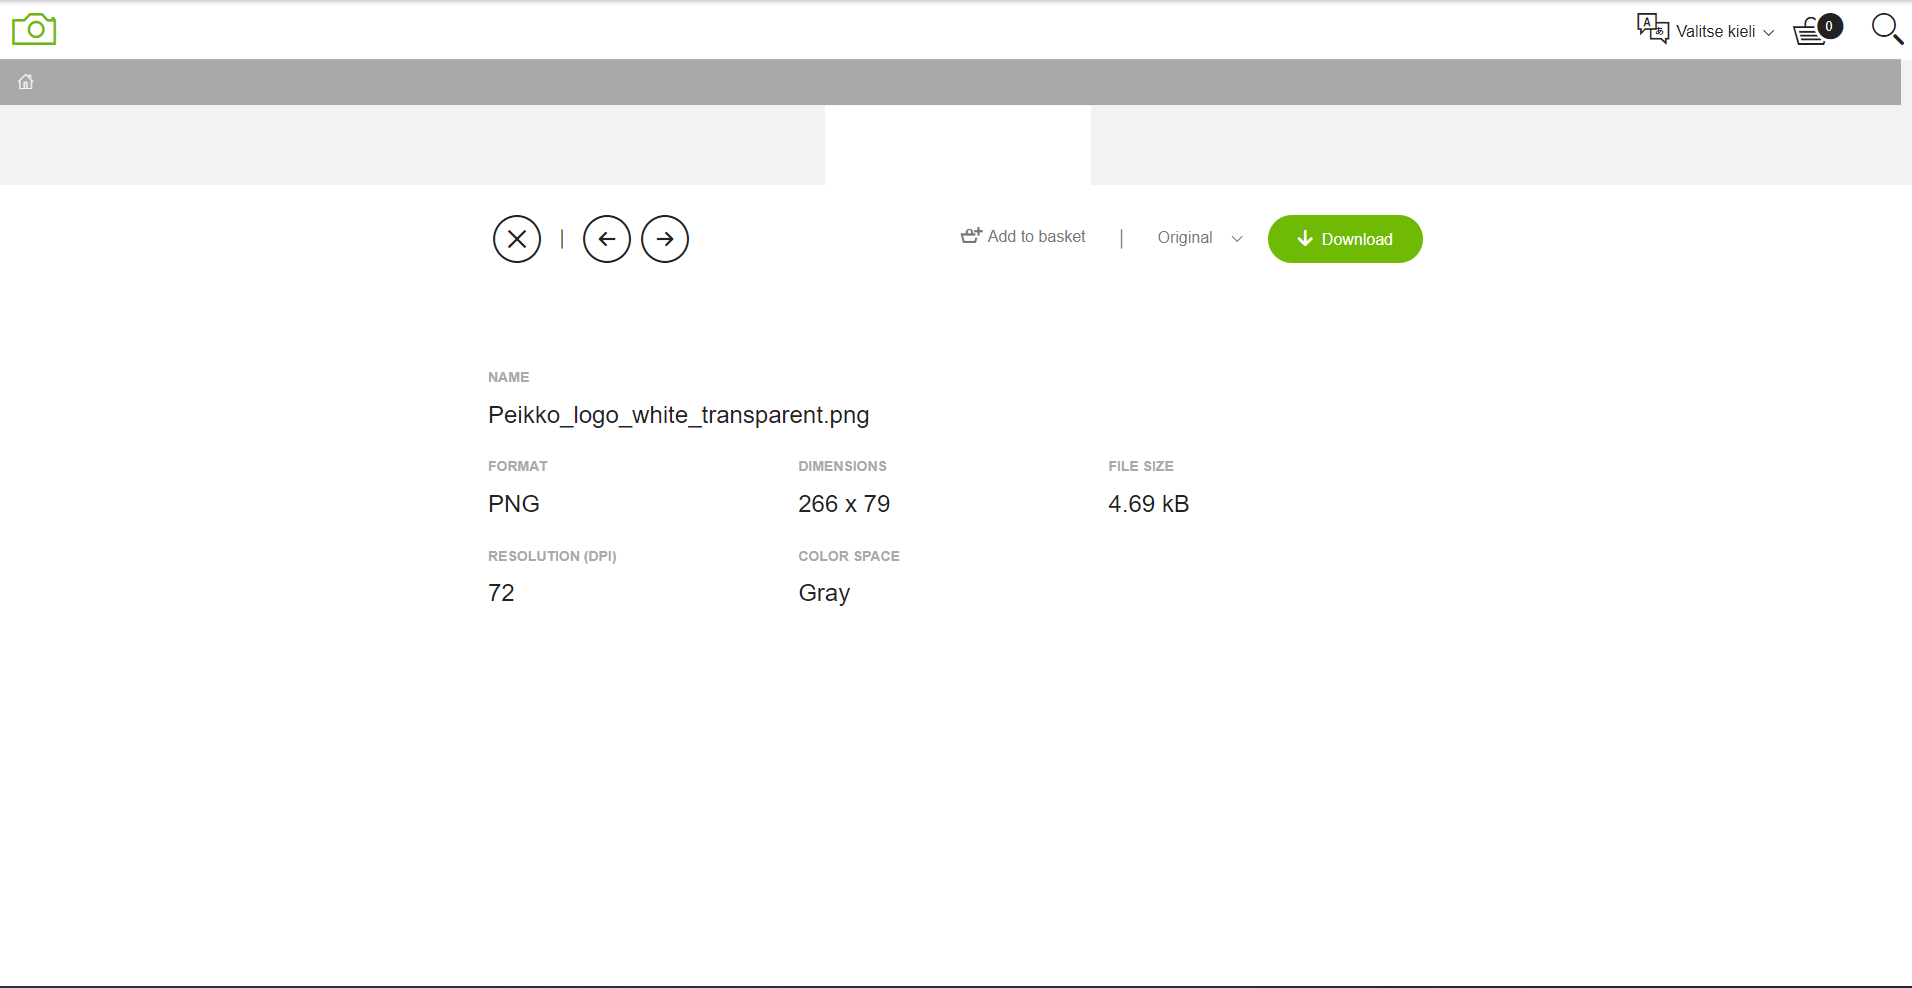 Valitse kieli
0
Add to basket | Original Download
NAME
Peikko_logo_white_transparent.png
FORMAT DIMENSIONS FILE SIZE
PNG 266 x 79 4.69 kB
RESOLUTION (DPI) COLOR SPACE
72 Gray